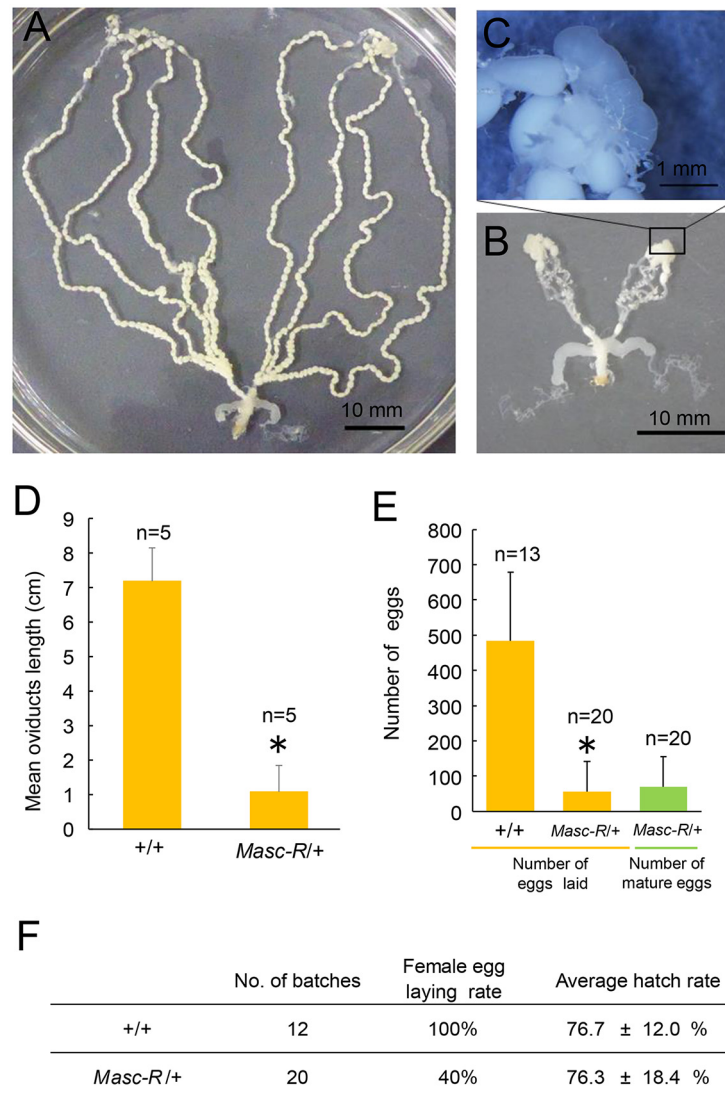 A
10 mm
C
1 mm
B
10 mm
D
Mean oviducts length (cm)
9
8
7
6
5
4
3
2
1
0
n=5
n=5
*
+/+
Masc-R/+
E
Number of eggs
800
700
600
500
400
300
200
100
0
n=13
n=20
*
n=20
+/+
Masc-R/+
Masc-R/+
Number of
eggs laid
Number of
mature eggs
F
No. of batches
Female egg
laying rate
Average hatch rate
+/+ 12 100% 76.7 ± 12.0 %
Masc-R/+ 20 40% 76.3 ± 18.4 %